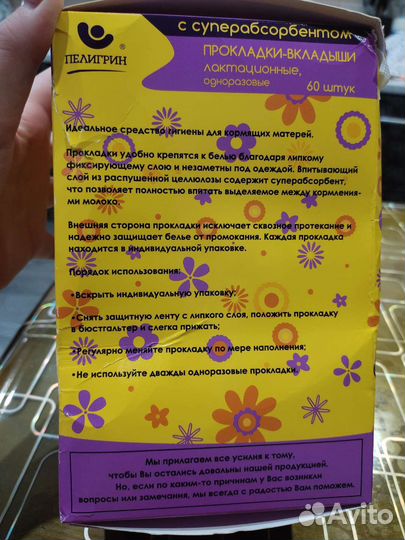 с суперабсорбентом
ПЕЛИГРИН®
ПРОКЛАДКИ-ВКЛАДЫШИ
лактационные,
одноразовые
60 штук
Идеальное средство гигиены для кормящих матерей.
Прокладки удобно крепятся к белью благодаря липкому
фиксирующему слою и незаметны под одеждой. Впитывающий
слой из распушенной целлюлозы содержит суперабсорбент,
что позволяет полностью впитать выделяемое между кормления-
ми молоко.
Внешняя сторона прокладки исключает сквозное протекание и
надежно защищает белье от промокания. Каждая прокладка
находится в индивидуальной упаковке.
Порядок использования:
•Вскрыть индивидуальную упаковку;
•Снять защитную ленту с липкого слоя, положить прокладку
в бюстгальтер и слегка прижать;
•Регулярно меняйте прокладку по мере наполнения;
•Не используйте дважды одноразовые прокладки.
Мы прилагаем все усилия к тому,
чтобы Вы остались довольны нашей продукцией.
Но, если по каким-то причинам у Вас возникли
вопросы или замечания, мы всегда с радостью Вам поможем.
Avito